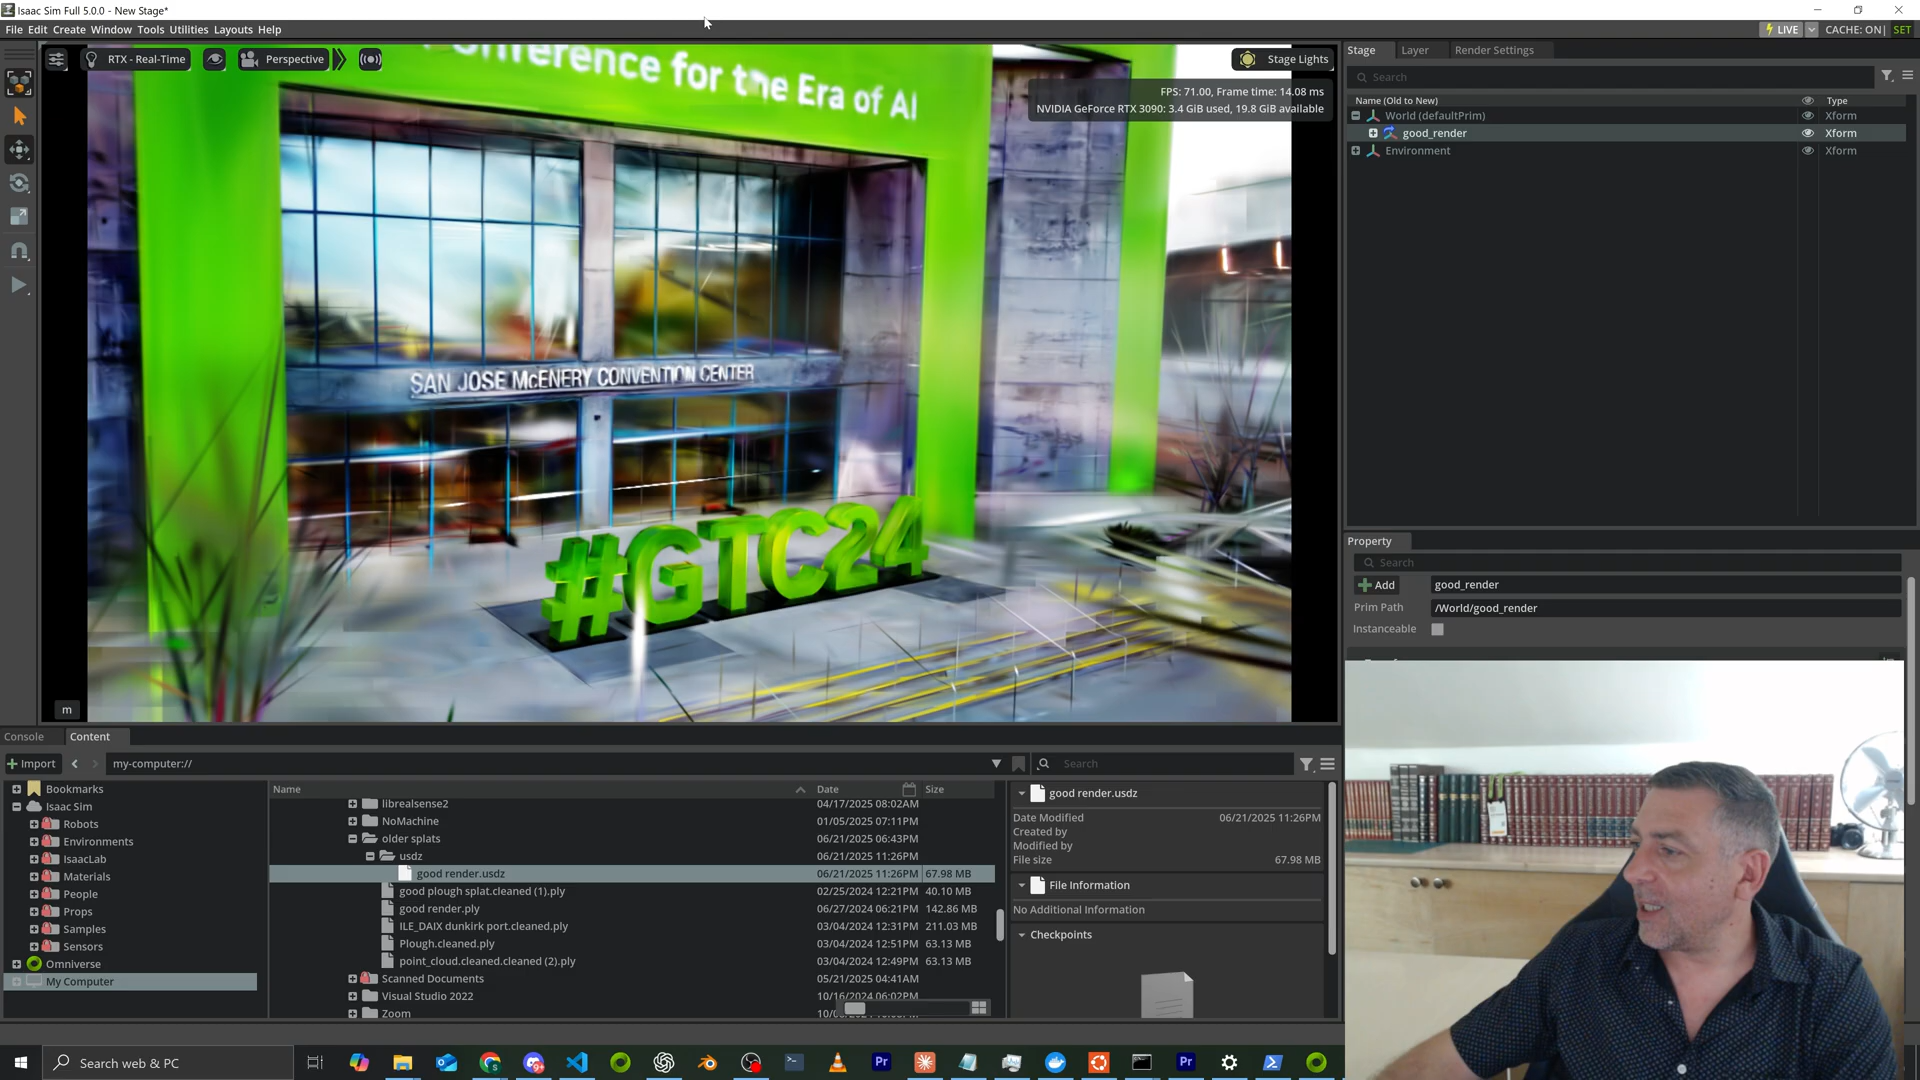 Isaac Sim Full 5.0.0 - New Stage*
File Edit Create Window Tools Utilities Layouts Help
LIVE
CACHE: ON| SET
RTX - Real-Time
Perspective
Stage Lights
FPS: 71.00, Frame time: 14.08 ms
NVIDIA GeForce RTX 3090: 3.4 GiB used, 19.8 GiB available
Conference for the Era of AI
SAN JOSE McENERY CONVENTION CENTER
#GTC24
m
Stage Layer Render Settings
Search
Name (Old to New) Type
World (defaultPrim) Xform
good_render Xform
Environment Xform
Property
Search
Add good_render
Prim Path /World/good_render
Instanceable
Console Content
Import my-computer:// Search
Bookmarks
Isaac Sim
Robots
Environments
IsaacLab
Materials
People
Props
Samples
Sensors
Omniverse
My Computer
Name Date Size
librealsense2 04/17/2025 08:02AM
NoMachine 01/05/2025 07:11PM
older splats 06/21/2025 06:43PM
usdz 06/21/2025 11:26PM
good render.usdz 06/21/2025 11:26PM 67.98 MB
good plough splat.cleaned (1).ply 02/25/2024 12:21PM 40.10 MB
good render.ply 06/27/2024 06:21PM 142.86 MB
ILE_DAIX dunkirk port.cleaned.ply 03/04/2024 12:31PM 211.03 MB
Plough.cleaned.ply 03/04/2024 12:51PM 63.13 MB
point_cloud.cleaned.cleaned (2).ply 03/04/2024 12:49PM 63.13 MB
Scanned Documents 05/21/2025 04:41AM
Visual Studio 2022 10/16/2024 06:02PM
Zoom
good render.usdz
Date Modified 06/21/2025 11:26PM
Created by
Modified by
File size 67.98 MB
File Information
No Additional Information
Checkpoints
Search web & PC